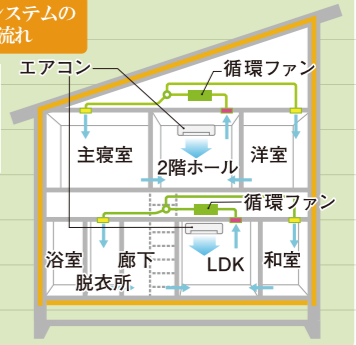 システムの
流れ
エアコン
循環ファン
主寝室
2階ホール
洋室
循環ファン
浴室
脱衣所
廊下
LDK
和室